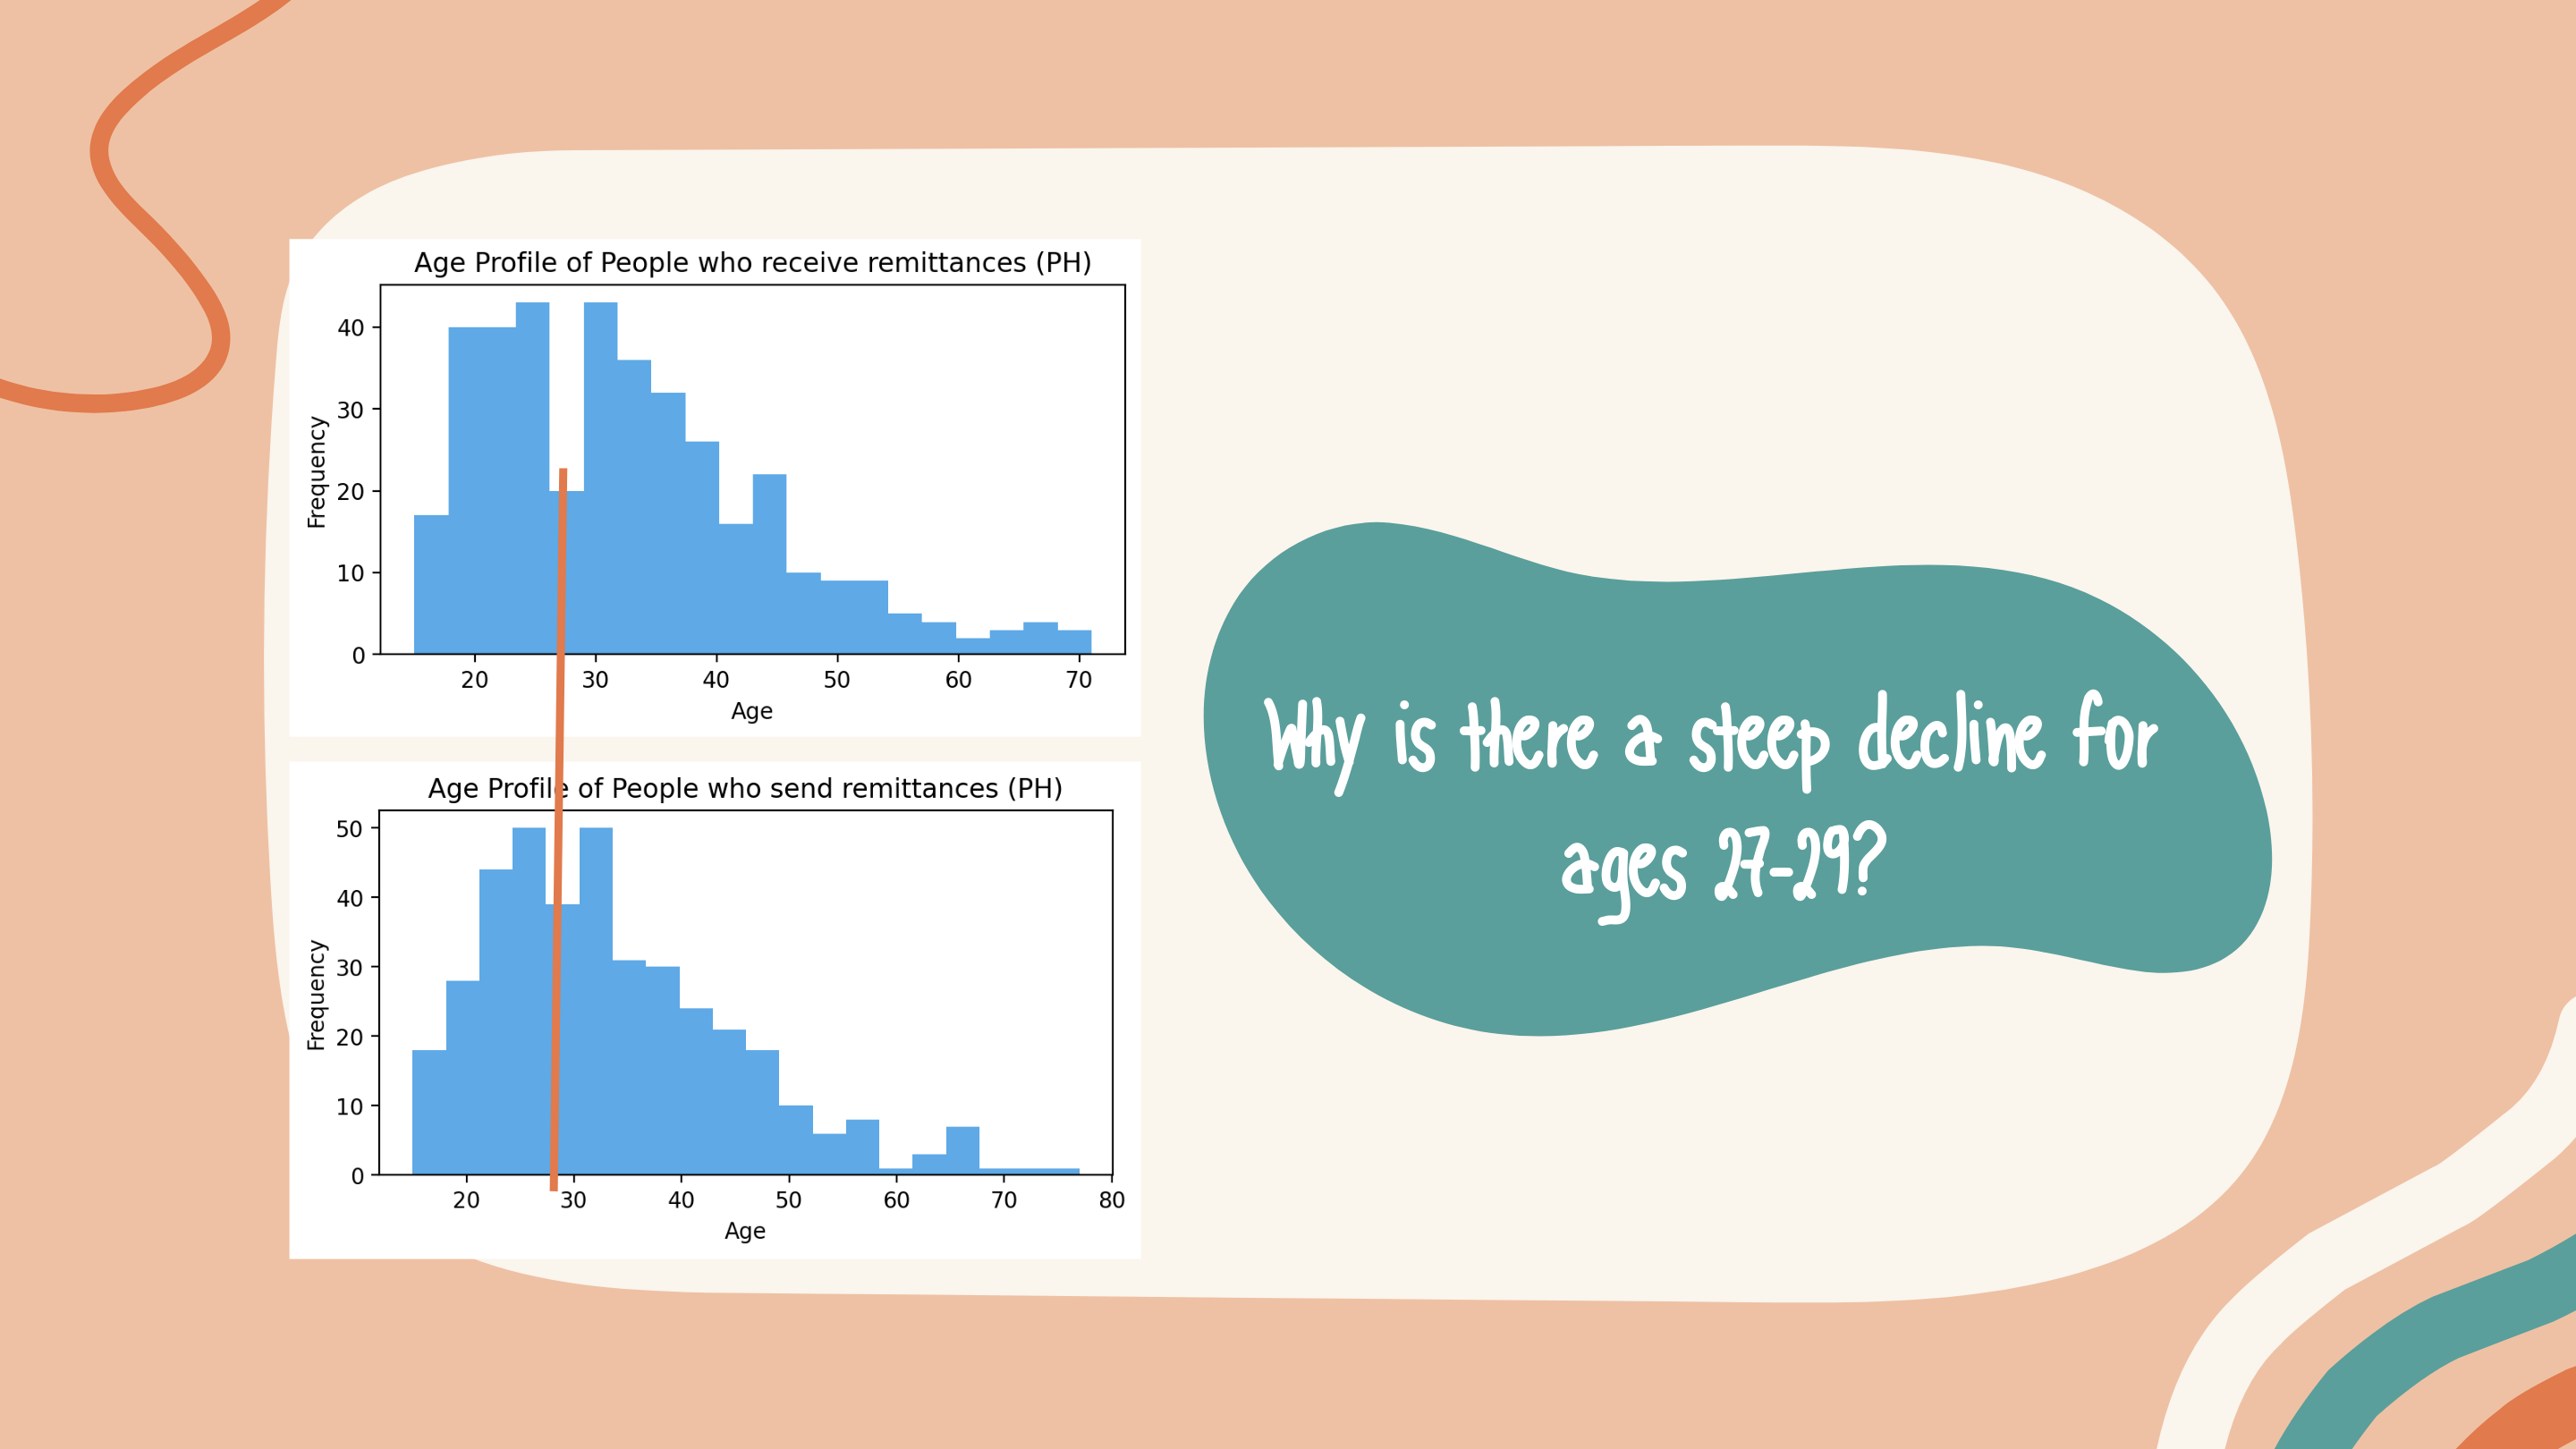 Age Profile of People who receive remittances (PH)
Frequency
40
30
20
10
0
20 30 40 50 60 70
Age
Age Profile of People who send remittances (PH)
Frequency
50
40
30
20
10
0
20 30 40 50 60 70 80
Age
Why is there a steep decline for
ages 27-29?